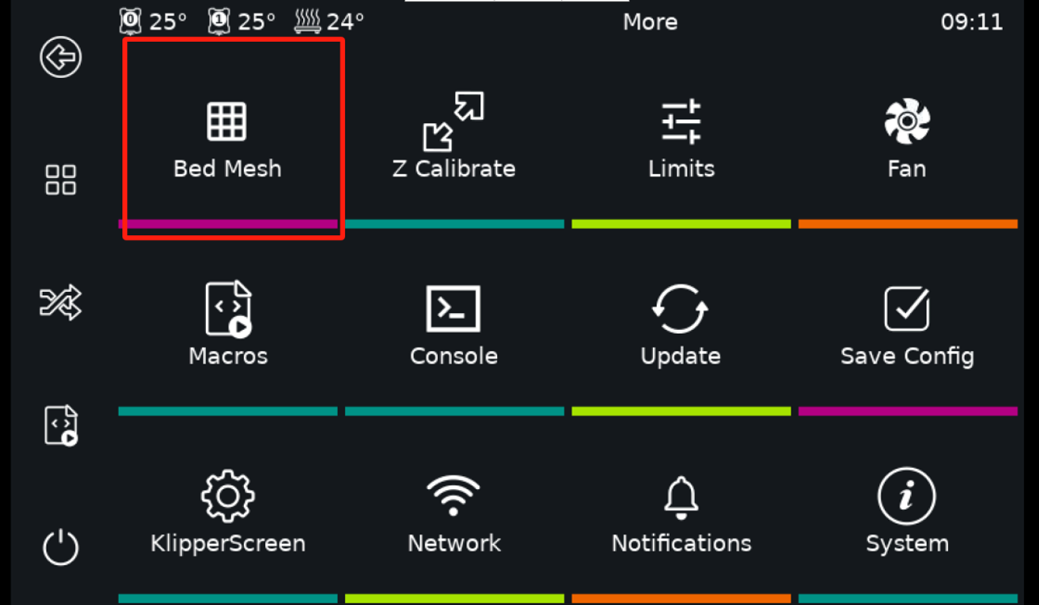 0 25° 1 25° 24° More 09:11
Bed Mesh Z Calibrate Limits Fan
Macros Console Update Save Config
KlipperScreen Network Notifications System